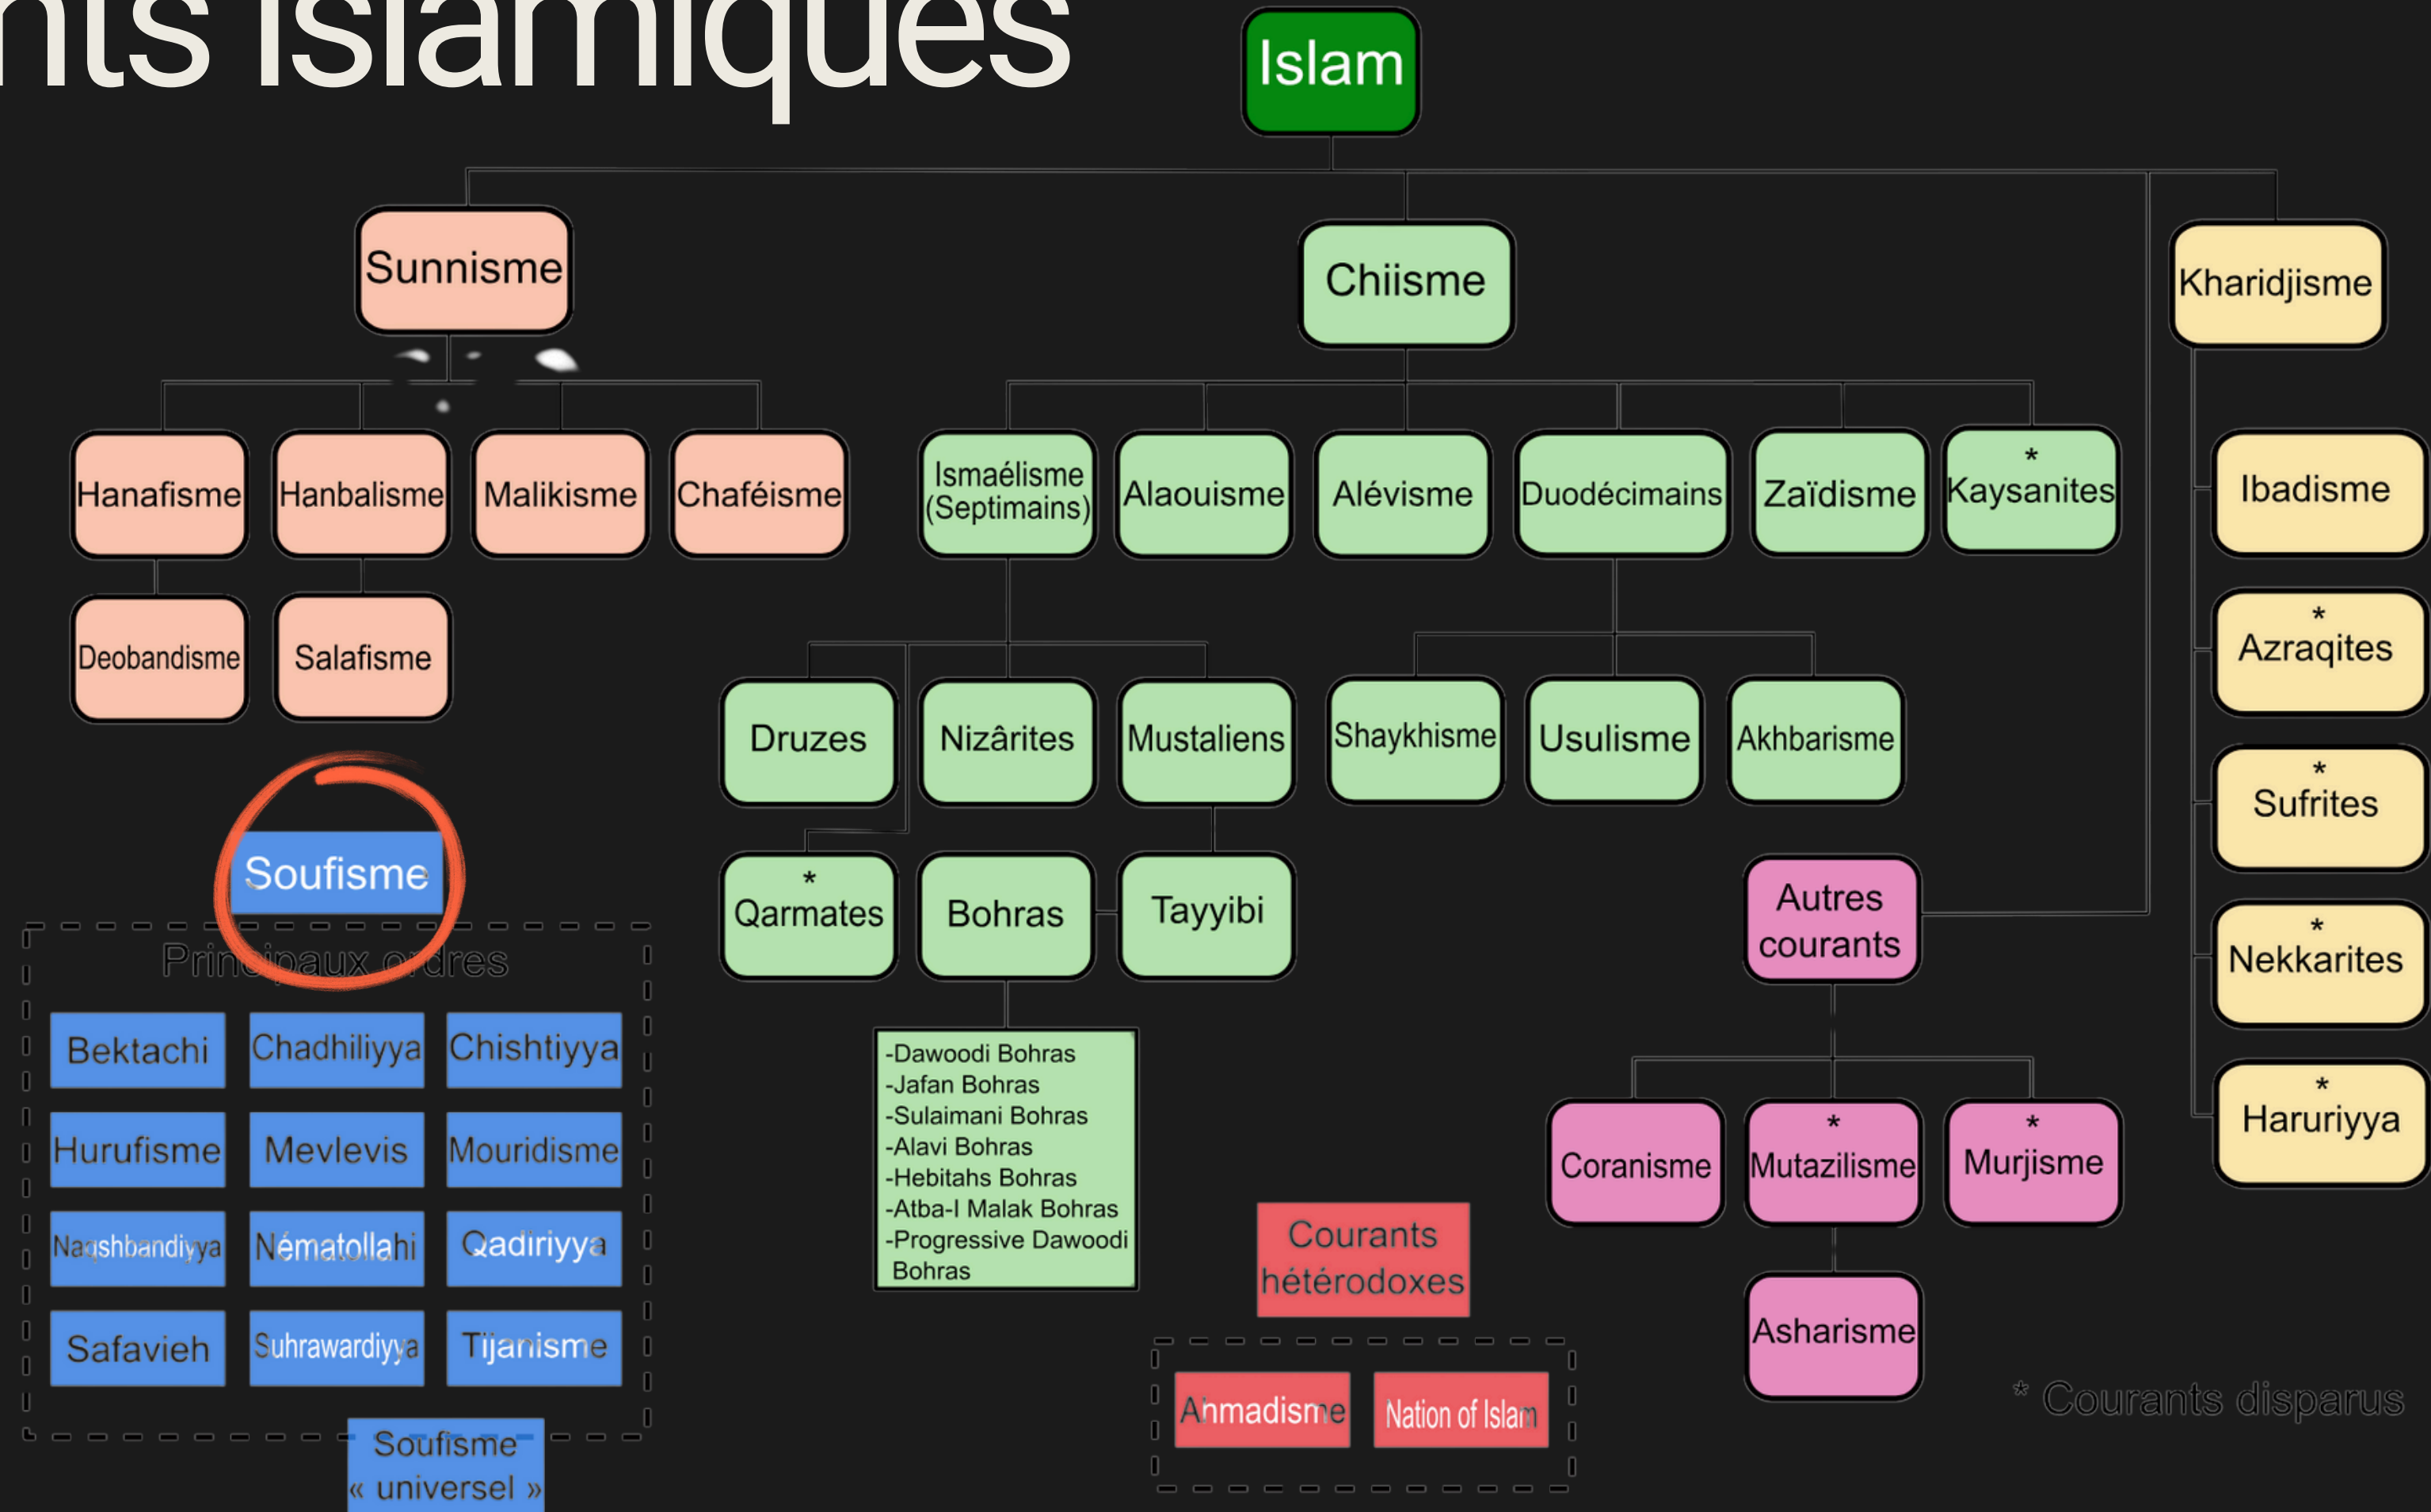 nts islamiques
Islam
Sunnisme
Chiisme
Kharidjisme
Hanafisme
Hanbalisme
Malikisme
Chaféisme
Ismaélisme
(Septimains)
Alaouisme
Alévisme
Duodécimains
Zaïdisme
*
Kaysanites
Ibadisme
Deobandisme
Salafisme
*
Azraqites
Druzes
Nizârites
Mustaliens
Shaykhisme
Usulisme
Akhbarisme
*
Sufrites
Soufisme
Principaux ordres
*
Qarmates
Bohras
Tayyibi
Autres
courants
*
Nekkarites
Bektachi
Chadhiliyya
Chishtiyya
Hurufisme
Mevlevis
Mouridisme
Naqshbandiyya
Nématollahi
Qadiriyya
Safavieh
Suhrawardiyya
Tijanisme
Soufisme
« universel »
-Dawoodi Bohras
-Jafan Bohras
-Sulaimani Bohras
-Alavi Bohras
-Hebitahs Bohras
-Atba-I Malak Bohras
-Progressive Dawoodi
Bohras
Courants
hétérodoxes
Ahmadisme
Nation of Islam
Coranisme
*
Mutazilisme
*
Murjisme
*
Haruriyya
Asharisme
* Courants disparus